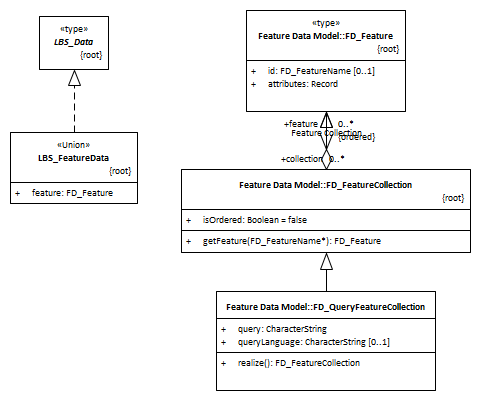 «type»
LBS_Data
{root}
«Union»
LBS_FeatureData
{root}
+ feature: FD_Feature
«type»
Feature Data Model::FD_Feature
{root}
+ id: FD_FeatureName [0..1]
+ attributes: Record
+feature 0..*
{ordered}
Feature Collection
+collection 0..*
Feature Data Model::FD_FeatureCollection
{root}
+ isOrdered: Boolean = false
+ getFeature(FD_FeatureName*): FD_Feature
Feature Data Model::FD_QueryFeatureCollection
+ query: CharacterString
+ queryLanguage: CharacterString [0..1]
+ realize(): FD_FeatureCollection